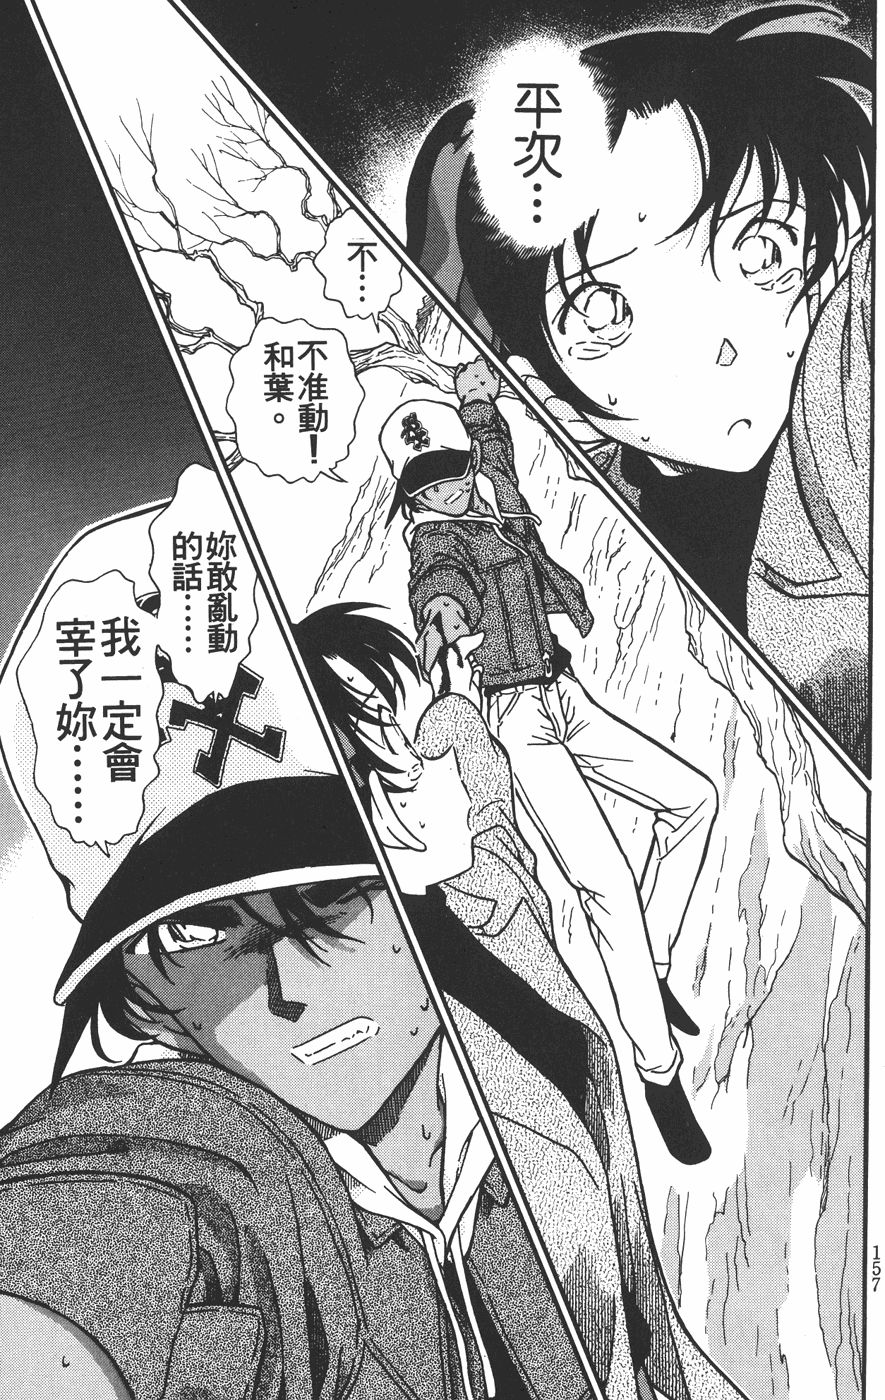 平次…
不…
不准動！
和葉。
妳敢亂動
的話……
我一定會
宰了妳………
157